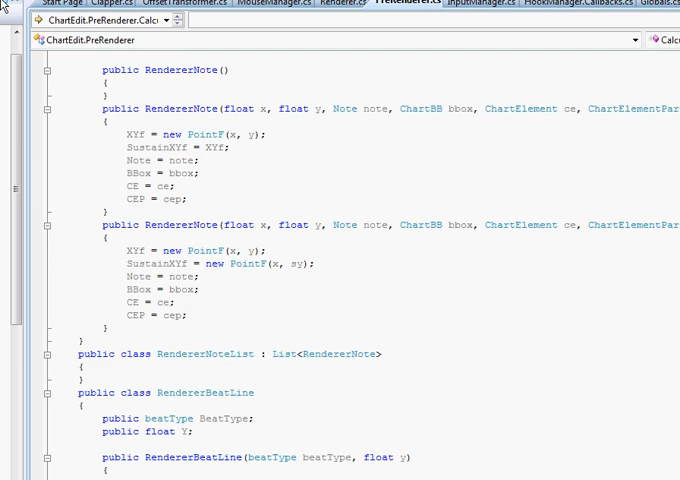 Start Page Clapper.cs OffsetTransformer.cs MouseManager.cs Renderer.cs PreRenderer.cs InputManager.cs HookManager.Callbacks.cs Globals.cs
ChartEdit.PreRenderer.Calcu
ChartEdit.PreRenderer Calcu
public RendererNote()
{
}
public RendererNote(float x, float y, Note note, ChartBB bbox, ChartElement ce, ChartElementPar
{
XYf = new PointF(x, y);
SustainXYf = XYf;
Note = note;
BBox = bbox;
CE = ce;
CEP = cep;
}
public RendererNote(float x, float y, Note note, ChartBB bbox, ChartElement ce, ChartElementPar
{
XYf = new PointF(x, y);
SustainXYf = new PointF(x, sy);
Note = note;
BBox = bbox;
CE = ce;
CEP = cep;
}
}
public class RendererNoteList : List<RendererNote>
{
}
public class RendererBeatLine
{
public beatType BeatType;
public float Y;
public RendererBeatLine(beatType beatType, float y)
{